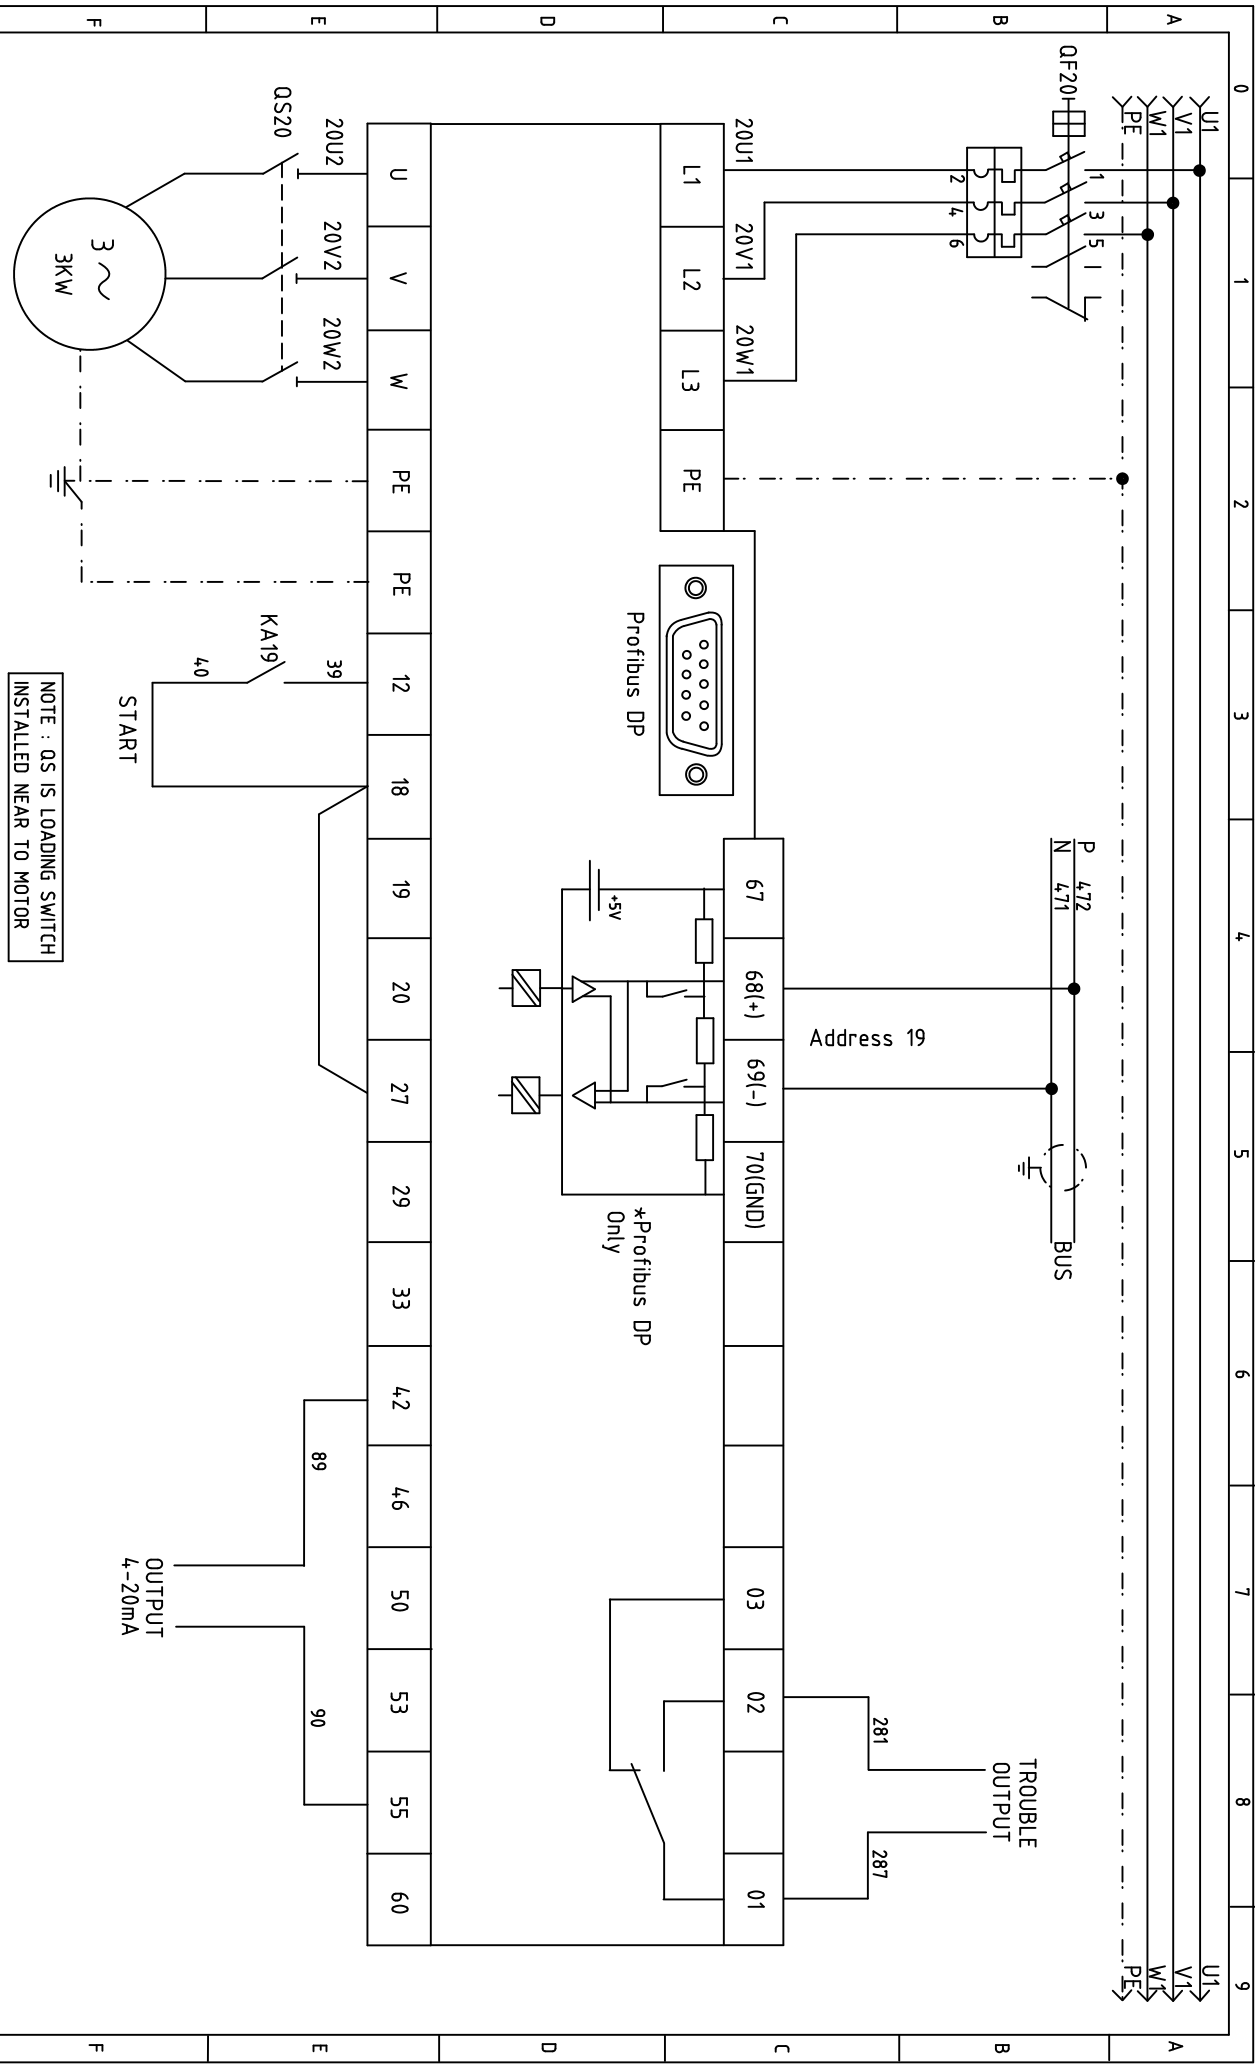 0 1 2 3 4 5 6 7 8 9
A
B
C
D
E
F
A
B
C
D
E
F
U1
V1
W1
PE
U1
V1
W1
PE
QF20
1 3 5
2 4 6
20U1 20V1 20W1
L1 L2 L3 PE
P 472
N 471
BUS
Address 19
TROUBLE
OUTPUT
281 287
67 68(+) 69(-) 70(GND) 03 02 01
Profibus DP
+5V
*Profibus DP
Only
U V W PE PE 12 18 19 20 27 29 33 42 46 50 53 55 60
20U2 20V2 20W2
QS20
3
3KW
39
KA19
40
START
89 90
OUTPUT
4-20mA
NOTE : QS IS LOADING SWITCH
INSTALLED NEAR TO MOTOR